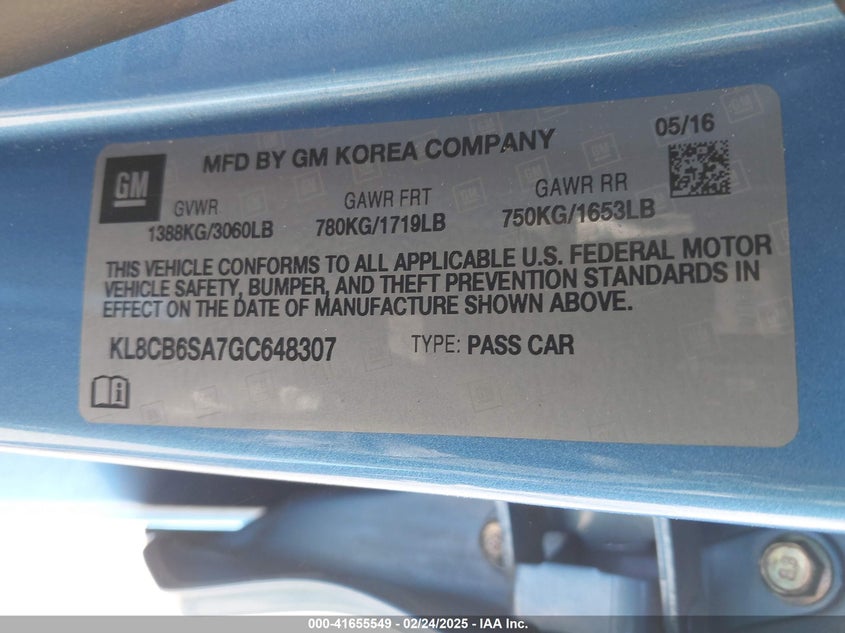 MFD BY GM KOREA COMPANY
05/16
GM
GVWR
GAWR FRT
GAWR RR
1388KG/3060LB
780KG/1719LB
750KG/1653LB
THIS VEHICLE CONFORMS TO ALL APPLICABLE U.S. FEDERAL MOTOR
VEHICLE SAFETY, BUMPER, AND THEFT PREVENTION STANDARDS IN
EFFECT ON THE DATE OF MANUFACTURE SHOWN ABOVE.
KL8CB6SA7GC648307
TYPE: PASS CAR
000-41655549 - 02/24/2025 - IAA Inc.